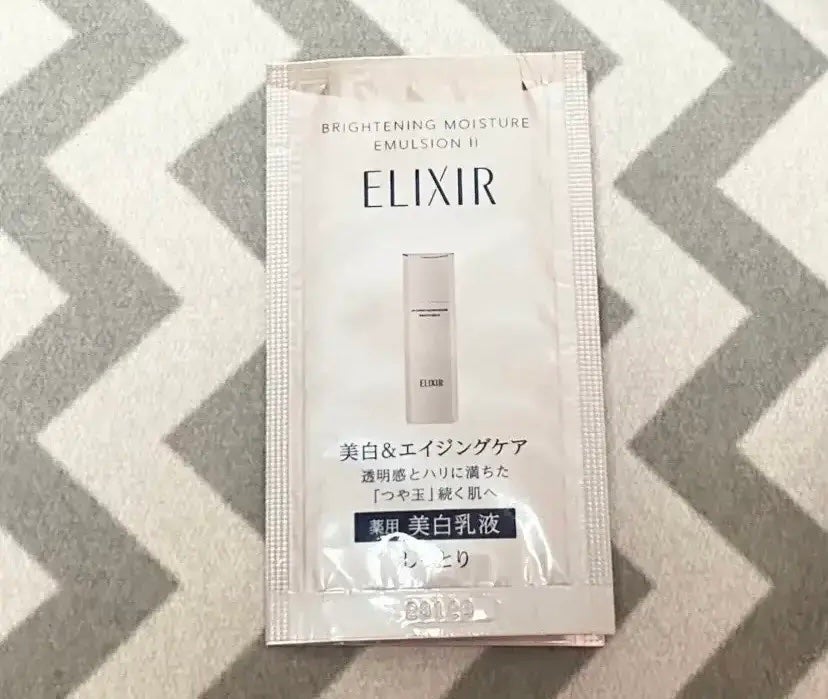 BRIGHTENING MOISTURE
EMULSION II
ELIXIR
ELIXIR
美白&エイジングケア
透明感とハリに満ちた
「つや玉」続く肌へ
薬用 美白乳液